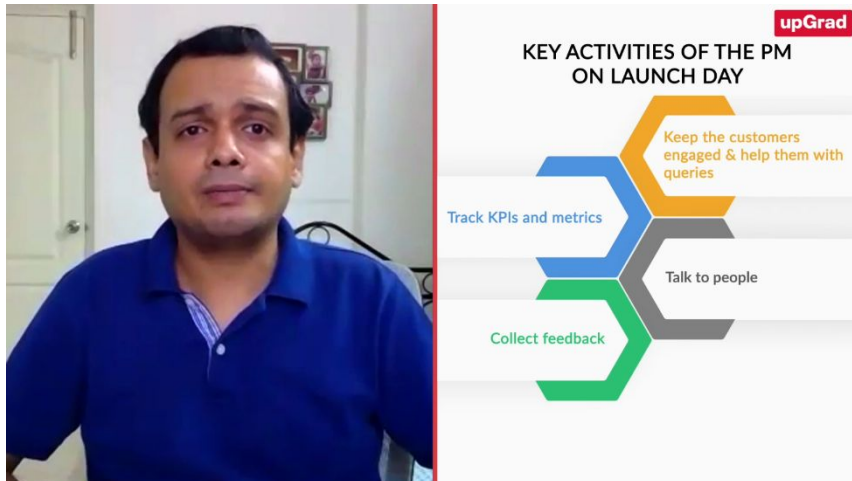 upGrad
KEY ACTIVITIES OF THE PM
ON LAUNCH DAY
Keep the customers
engaged & help them with
queries
Track KPIs and metrics
Talk to people
Collect feedback